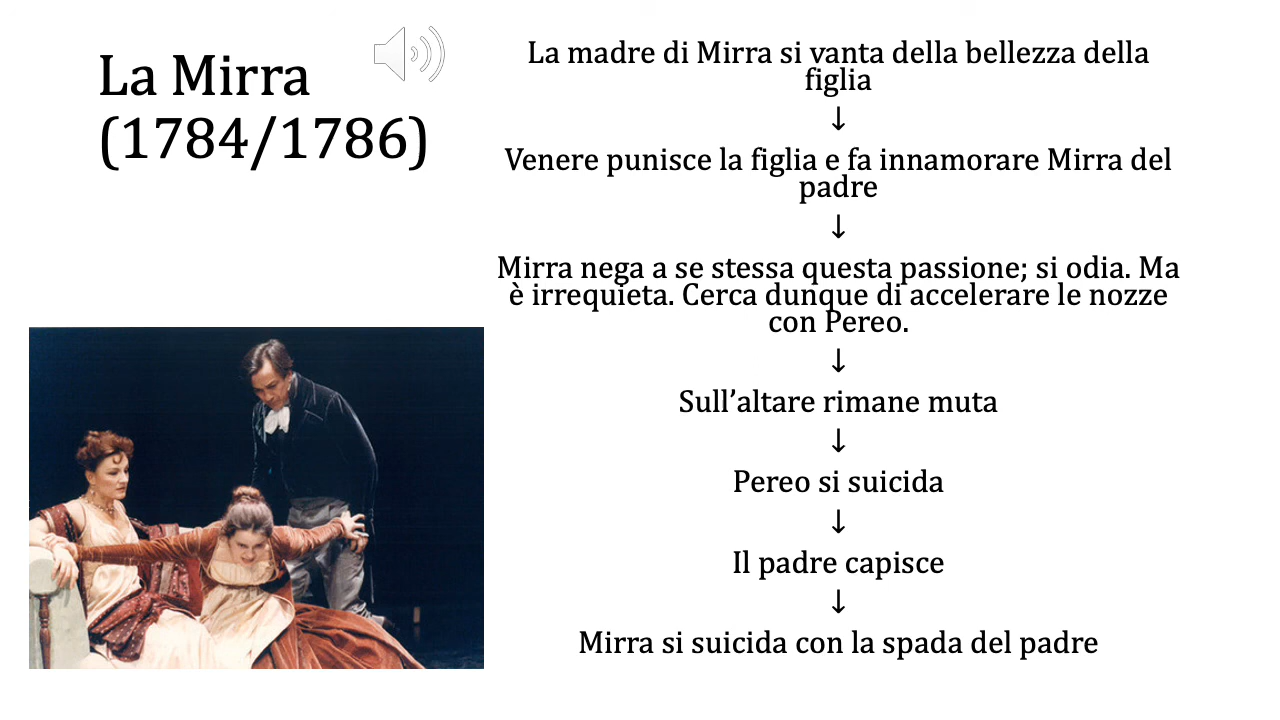 La Mirra
(1784/1786)
La madre di Mirra si vanta della bellezza della
figlia
↓
Venere punisce la figlia e fa innamorare Mirra del
padre
↓
Mirra nega a se stessa questa passione; si odia. Ma
è irrequieta. Cerca dunque di accelerare le nozze
con Pereo.
↓
Sull’altare rimane muta
↓
Pereo si suicida
↓
Il padre capisce
↓
Mirra si suicida con la spada del padre